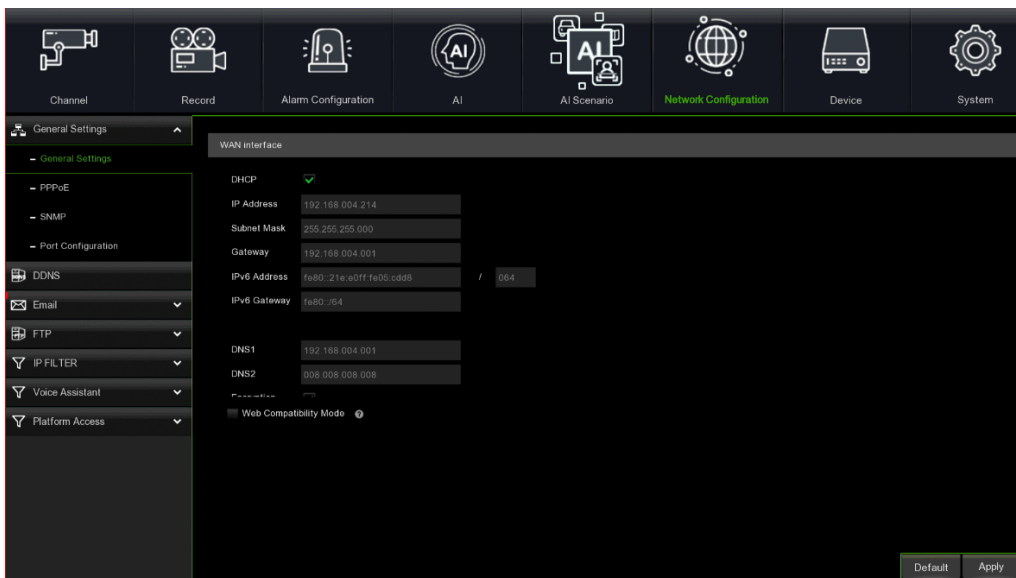 Channel
Record
Alarm Configuration
AI
AI Scenario
Network Configuration
Device
System
General Settings
General Settings
PPPoE
SNMP
Port Configuration
DDNS
Email
FTP
IP FILTER
Voice Assistant
Platform Access
WAN interface
DHCP
IP Address 192.168.004.214
Subnet Mask 255.255.255.000
Gateway 192.168.004.001
IPv6 Address fe80::21e:e0ff:fe05:cdd8 / 064
IPv6 Gateway fe80::/64
DNS1 192.168.004.001
DNS2 008.008.008.008
Encryption
Web Compatibility Mode
Default Apply